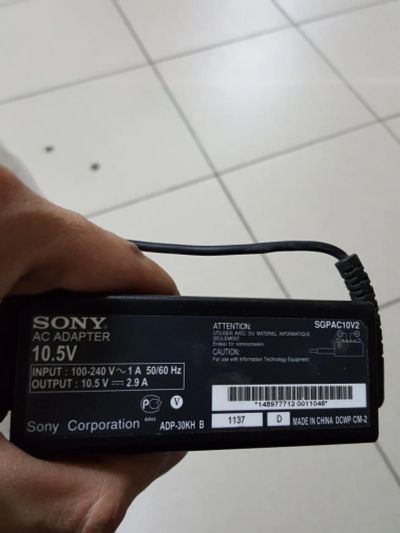 SONY
AC ADAPTER
10.5V
INPUT : 100-240 V~1A 50/60 Hz
OUTPUT : 10.5 V 2.9 A
Sony Corporation
ADP-30KH B
V
ATTENTION:
UTILISER AVEC DU MATERIEL INFORMATIQUE SEULEMENT
CAUTION:
For use with Information Technology Equipment.
SGPAC10V2
*148977712 0011046*
1137
D
MADE IN CHINA DCWP CM-2